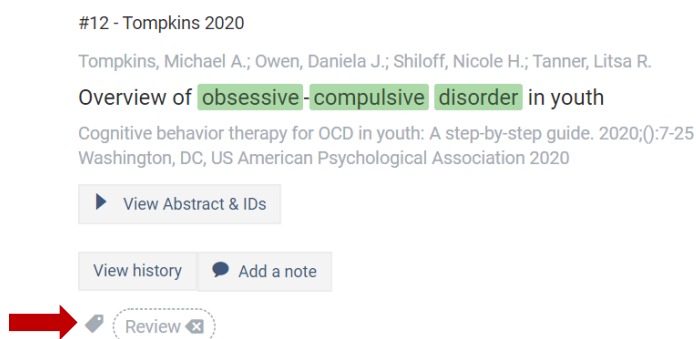 #12 - Tompkins 2020
Tompkins, Michael A.; Owen, Daniela J.; Shiloff, Nicole H.; Tanner, Litsa R.
Overview of obsessive-compulsive disorder in youth
Cognitive behavior therapy for OCD in youth: A step-by-step guide. 2020;():7-25
Washington, DC, US American Psychological Association 2020
View Abstract & IDs
View history Add a note
Review